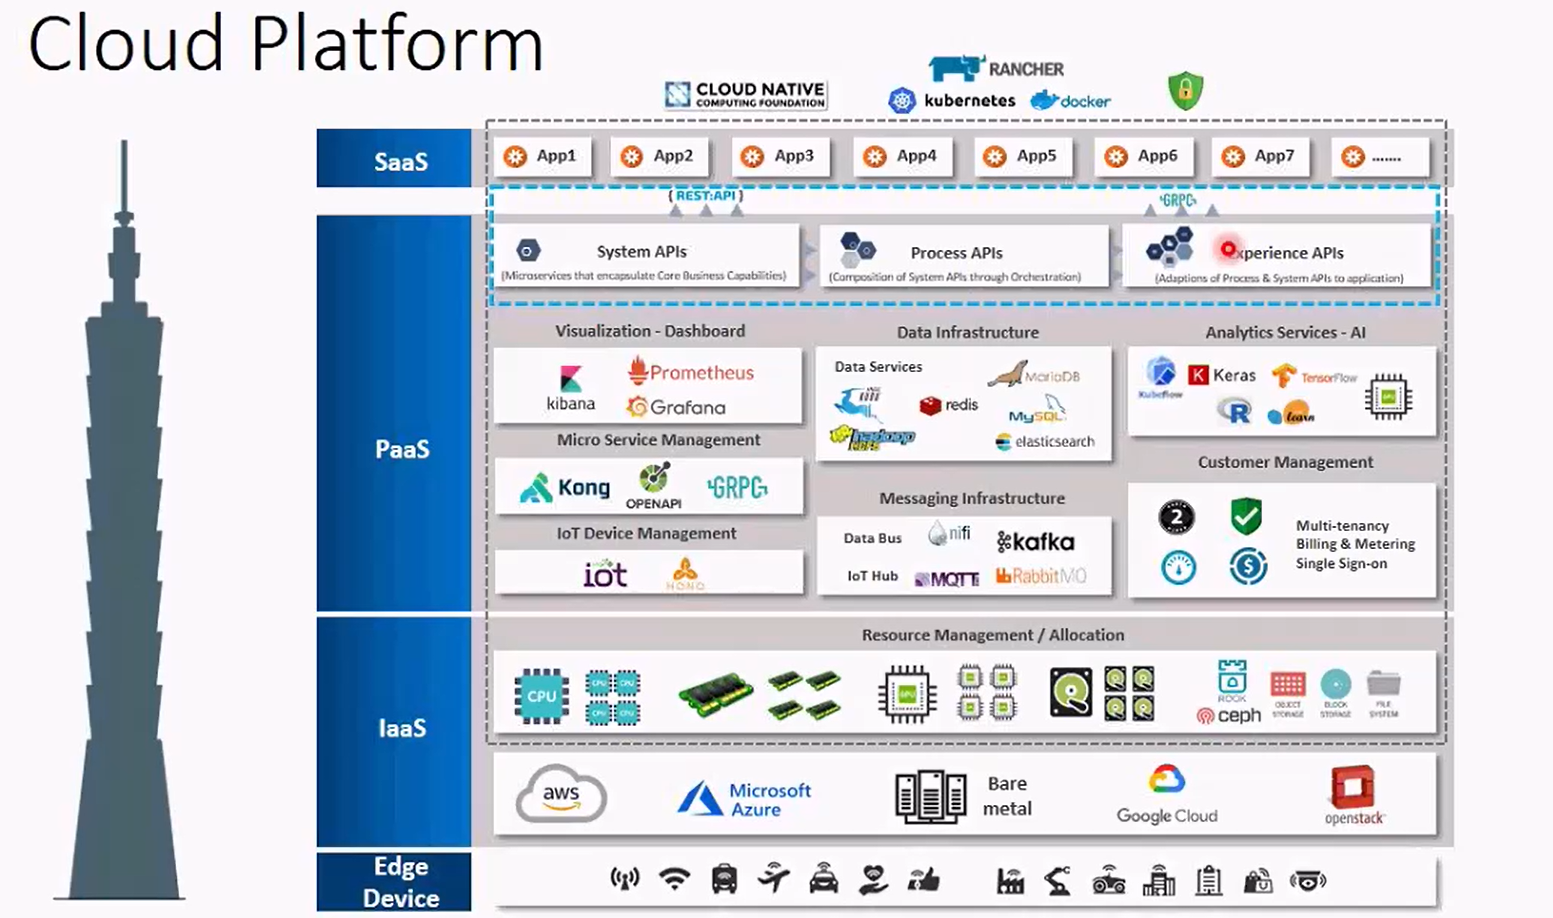 Cloud Platform
CLOUD NATIVE
COMPUTING FOUNDATION
RANCHER
kubernetes
docker
SaaS
App1
App2
App3
App4
App5
App6
App7
.......
{ REST:API }
GRPC
System APIs
(Microservices that encapsulate Core Business Capabilities)
Process APIs
(Composition of System APIs through Orchestration)
Experience APIs
(Adaptions of Process & System APIs to application)
PaaS
Visualization - Dashboard
kibana
Prometheus
Grafana
Micro Service Management
Kong
OPENAPI
GRPC
IoT Device Management
iot
HONO
Data Infrastructure
Data Services
MariaDB
redis
MySQL
hadoop
elasticsearch
Messaging Infrastructure
Data Bus
nifi
kafka
IoT Hub
MQTT
RabbitMQ
Analytics Services - AI
Kubeflow
K Keras
TensorFlow
R
learn
GPU
Customer Management
2
$
Multi-tenancy
Billing & Metering
Single Sign-on
IaaS
Resource Management / Allocation
CPU
CPU
CPU
CPU
CPU
GPU
ROOK
ceph
OBJECT
STORAGE
BLOCK
STORAGE
FILE
SYSTEM
aws
Microsoft
Azure
Bare
metal
Google Cloud
openstack
Edge
Device